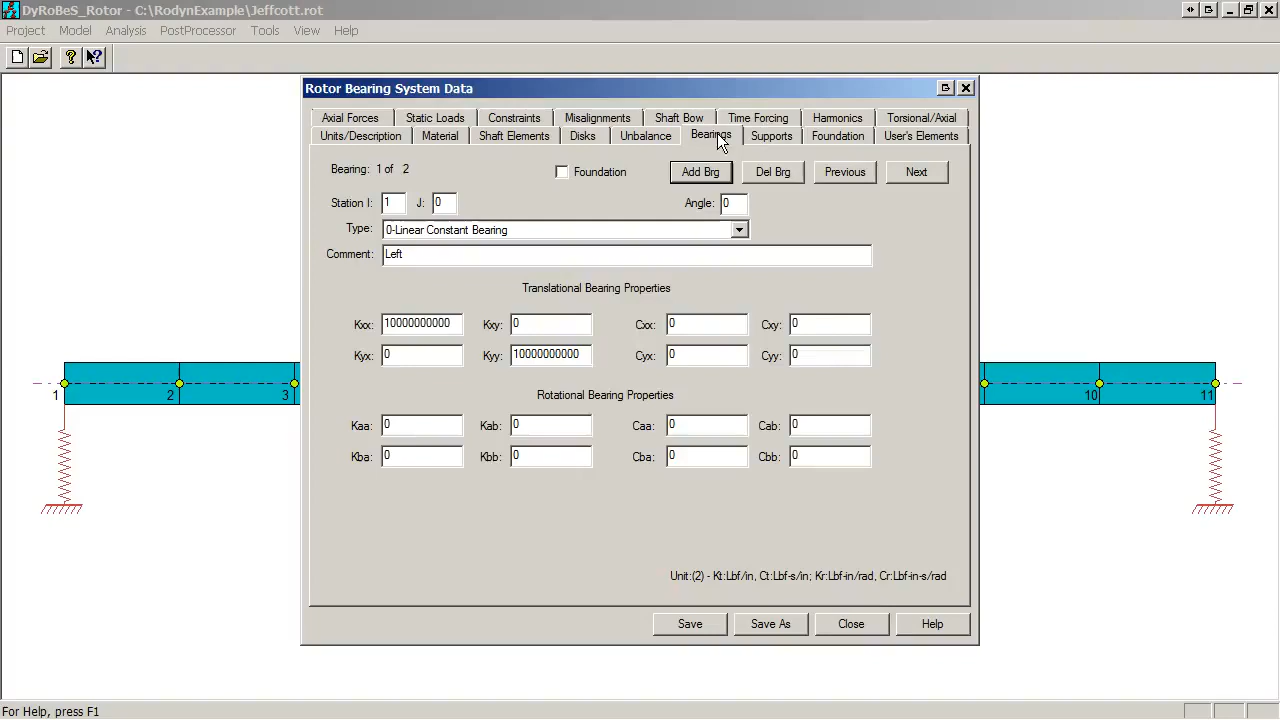 DyRoBeS_Rotor - C:\RodynExample\Jeffcott.rot
Project Model Analysis PostProcessor Tools View Help
Rotor Bearing System Data
Axial Forces Static Loads Constraints Misalignments Shaft Bow Time Forcing Harmonics Torsional/Axial
Units/Description Material Shaft Elements Disks Unbalance Bearings Supports Foundation User's Elements
Bearing: 1 of 2 Foundation Add Brg Del Brg Previous Next
Station I: 1 J: 0 Angle: 0
Type: 0-Linear Constant Bearing
Comment: Left
Translational Bearing Properties
Kxx: 10000000000 Kxy: 0 Cxx: 0 Cxy: 0
Kyx: 0 Kyy: 10000000000 Cyx: 0 Cyy: 0
Rotational Bearing Properties
Kaa: 0 Kab: 0 Caa: 0 Cab: 0
Kba: 0 Kbb: 0 Cba: 0 Cbb: 0
Unit:(2) - Kt:Lbf/in, Ct:Lbf-s/in; Kr:Lbf-in/rad, Cr:Lbf-in-s/rad
Save Save As Close Help
1 2 3 10 11
For Help, press F1